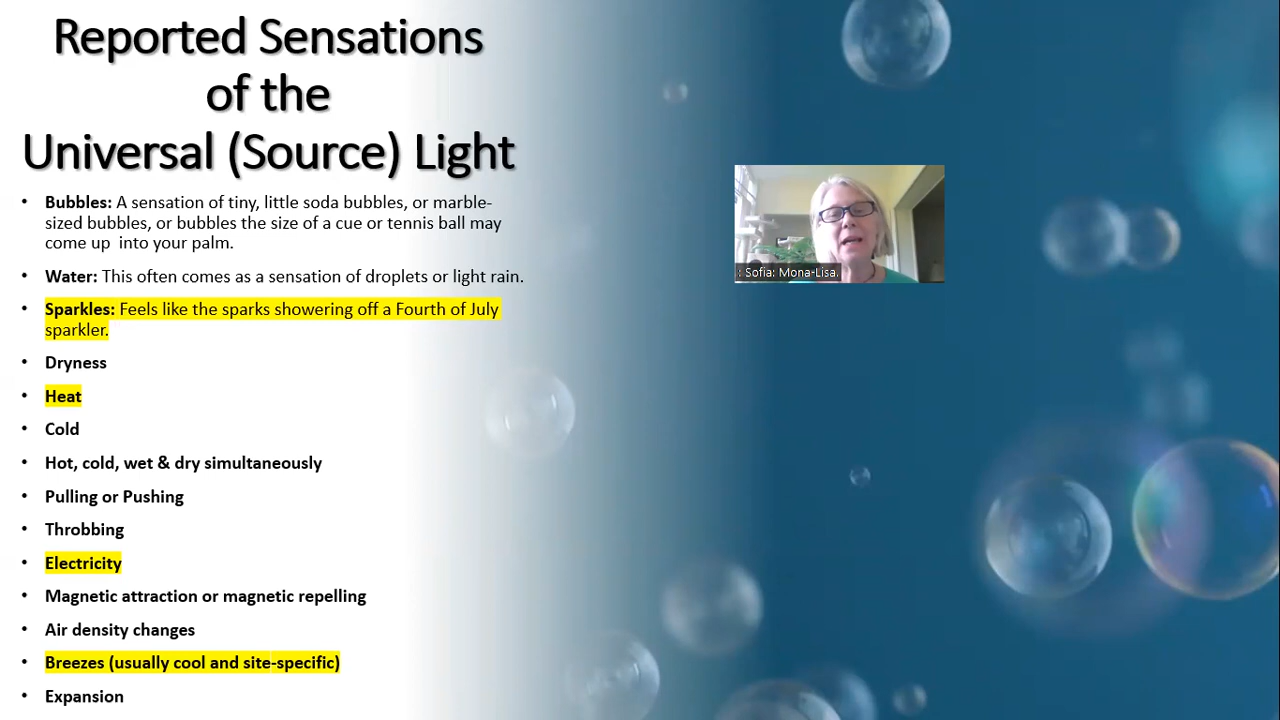 Reported Sensations
of the
Universal (Source) Light
• Bubbles: A sensation of tiny, little soda bubbles, or marble-
sized bubbles, or bubbles the size of a cue or tennis ball may
come up  into your palm.
• Water: This often comes as a sensation of droplets or light rain.
• Sparkles: Feels like the sparks showering off a Fourth of July
sparkler.
• Dryness
• Heat
• Cold
• Hot, cold, wet & dry simultaneously
• Pulling or Pushing
• Throbbing
• Electricity
• Magnetic attraction or magnetic repelling
• Air density changes
• Breezes (usually cool and site-specific)
• Expansion
: Sofia: Mona-Lisa.